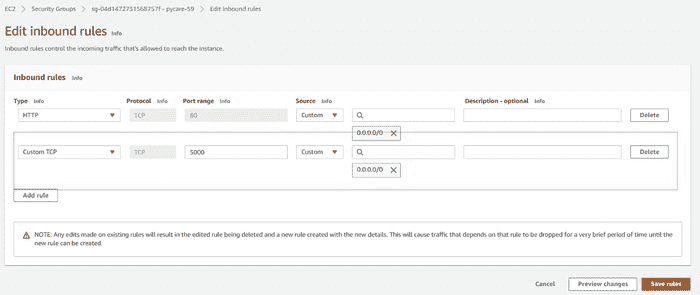 EC2 > Security Groups > sg-04d1472751568757f - pycare-59 > Edit inbound rules
Edit inbound rules Info
Inbound rules control the incoming traffic that's allowed to reach the instance.
Inbound rules Info
Type Info Protocol Info Port range Info Source Info Description - optional Info
HTTP TCP 80 Custom Delete
0.0.0.0/0 X
Custom TCP TCP 5000 Custom Delete
0.0.0.0/0 X
Add rule
NOTE: Any edits made on existing rules will result in the edited rule being deleted and a new rule created with the new details. This will cause traffic that depends on that rule to be dropped for a very brief period of time until the
new rule can be created.
Cancel Preview changes Save rules